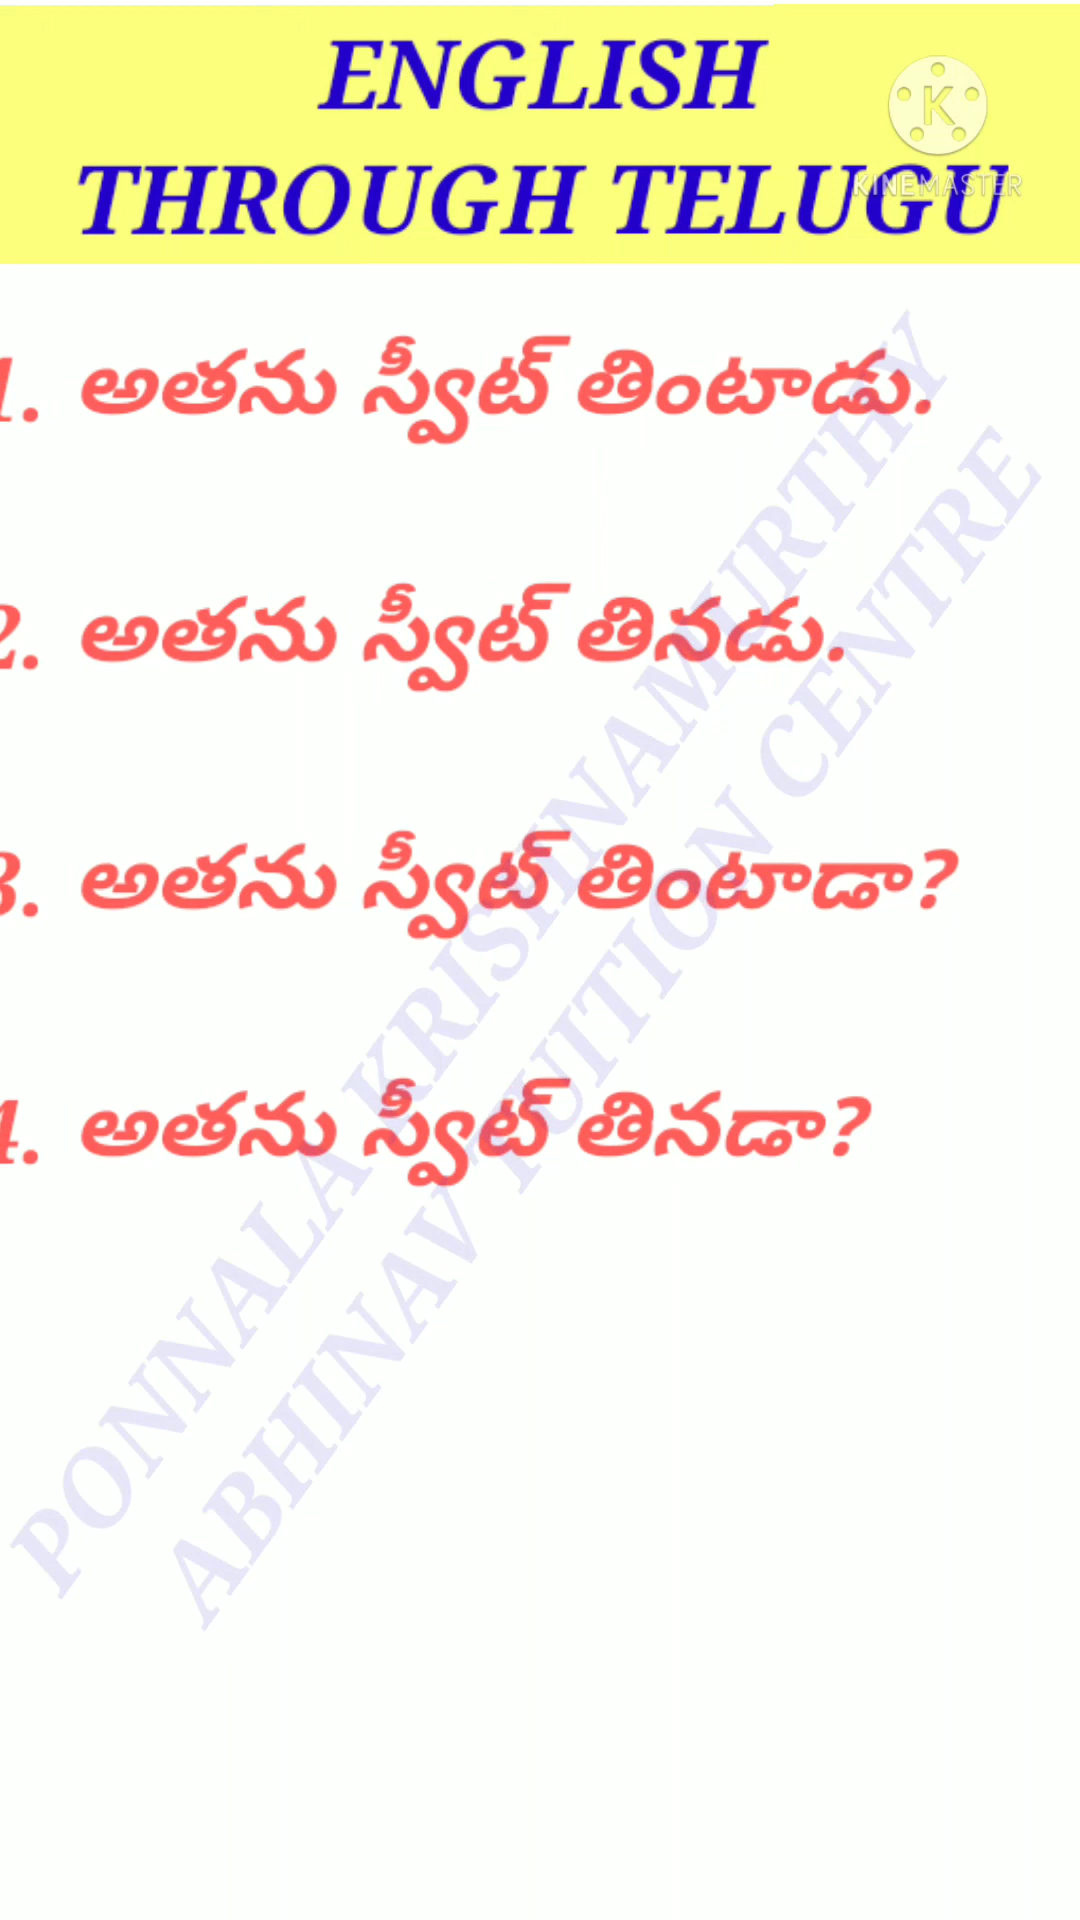 ENGLISH
THROUGH TELUGU
K
KINEMASTER
1. అతను స్వీట్ తింటాడు.
2. అతను స్వీట్ తినడు.
3. అతను స్వీట్ తింటాడా?
4. అతను స్వీట్ తినడా?
PONNALA KRISHNAMURTHY
ABHINAV TUITION CENTRE